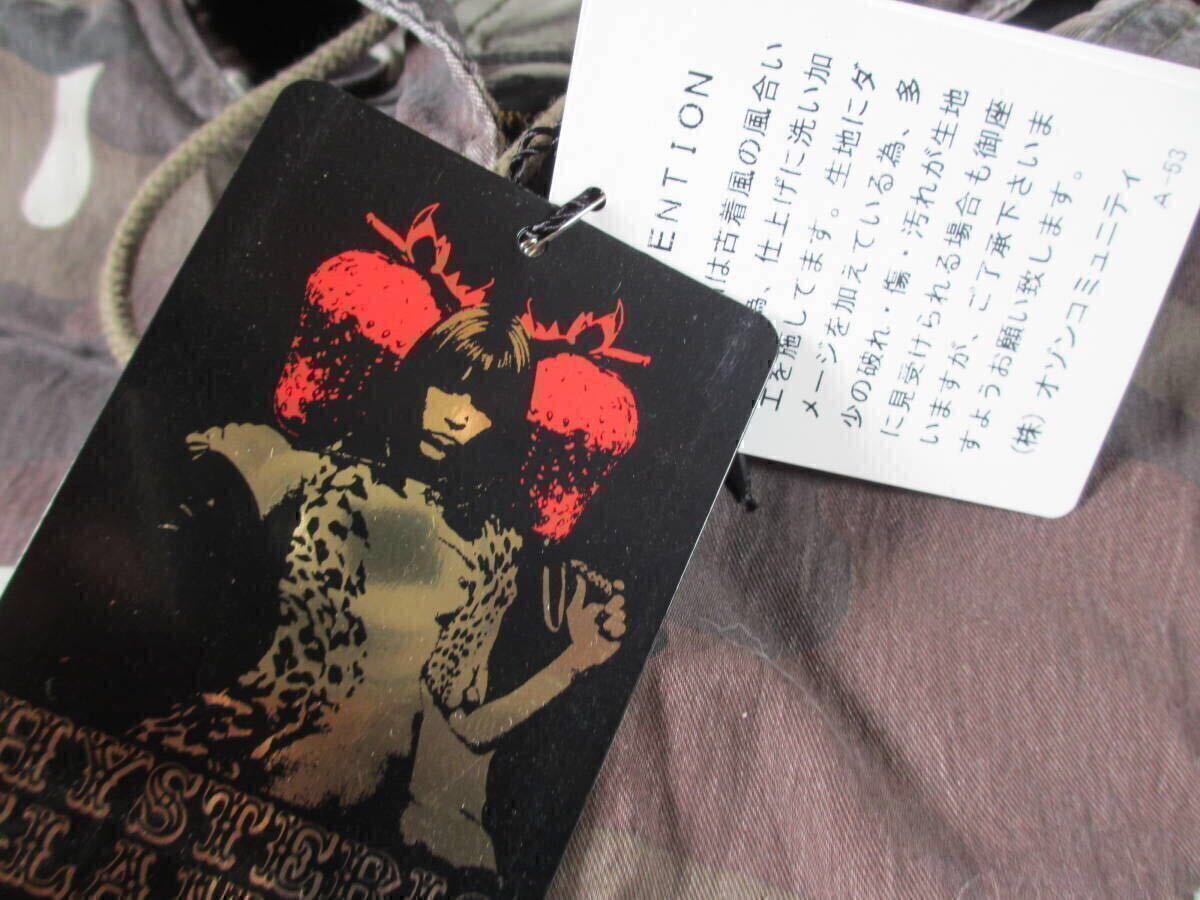 ENTION
は古着風の風合い
為、仕上げに洗い加
工を施してます。生地にダ
メージを加えている為、多
少の破れ・傷・汚れが生地
に見受けられる場合も御座
いますが、ご了承下さいま
すようお願い致します。
(株)オゾンコミュニティ
A-53
HYSTERIC